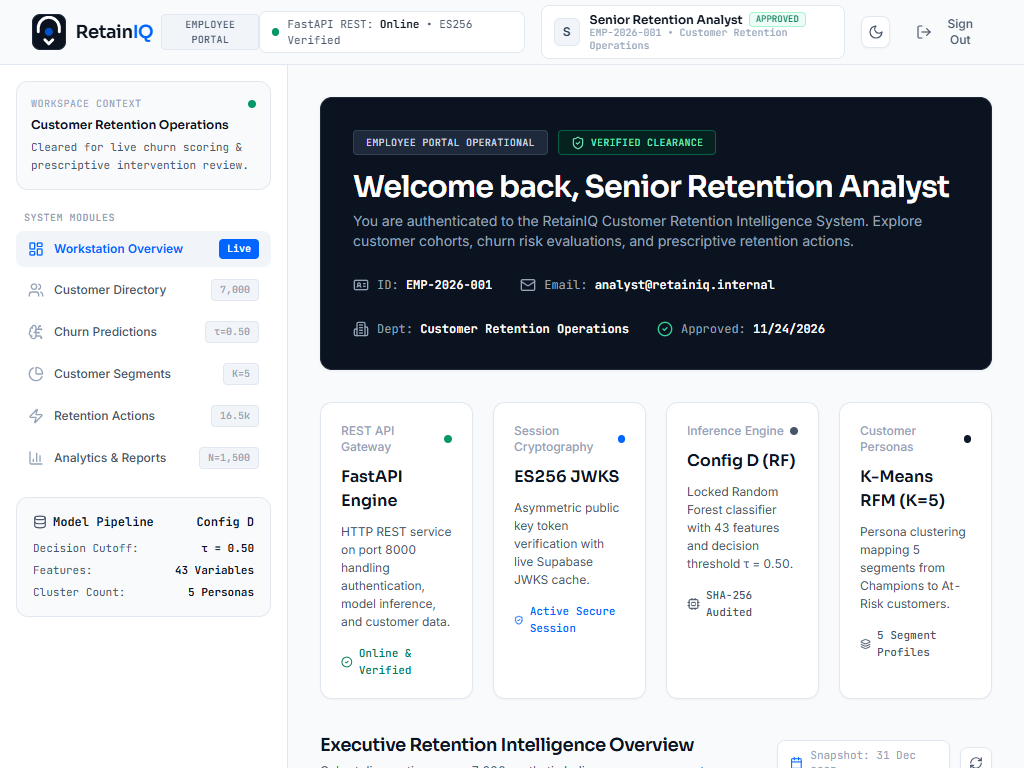 RetainIQ
EMPLOYEE
PORTAL
FastAPI REST: Online • ES256
Verified
S
Senior Retention Analyst APPROVED
EMP-2026-001 • Customer Retention
Operations
Sign
Out
WORKSPACE CONTEXT
Customer Retention Operations
Cleared for live churn scoring &
prescriptive intervention review.
SYSTEM MODULES
Workstation Overview Live
Customer Directory 7,000
Churn Predictions τ=0.50
Customer Segments K=5
Retention Actions 16.5k
Analytics & Reports N=1,500
Model Pipeline Config D
Decision Cutoff: τ = 0.50
Features: 43 Variables
Cluster Count: 5 Personas
EMPLOYEE PORTAL OPERATIONAL
VERIFIED CLEARANCE
Welcome back, Senior Retention Analyst
You are authenticated to the RetainIQ Customer Retention Intelligence System. Explore
customer cohorts, churn risk evaluations, and prescriptive retention actions.
ID: EMP-2026-001
Email: analyst@retainiq.internal
Dept: Customer Retention Operations
Approved: 11/24/2026
REST API
Gateway
FastAPI
Engine
HTTP REST service
on port 8000
handling
authentication,
model inference,
and customer data.
Online &
Verified
Session
Cryptography
ES256 JWKS
Asymmetric public
key token
verification with
live Supabase
JWKS cache.
Active Secure
Session
Inference Engine
Config D (RF)
Locked Random
Forest classifier
with 43 features
and decision
threshold τ = 0.50.
SHA-256
Audited
Customer
Personas
K-Means
RFM (K=5)
Persona clustering
mapping 5
segments from
Champions to At-
Risk customers.
5 Segment
Profiles
Executive Retention Intelligence Overview
Snapshot: 31 Dec